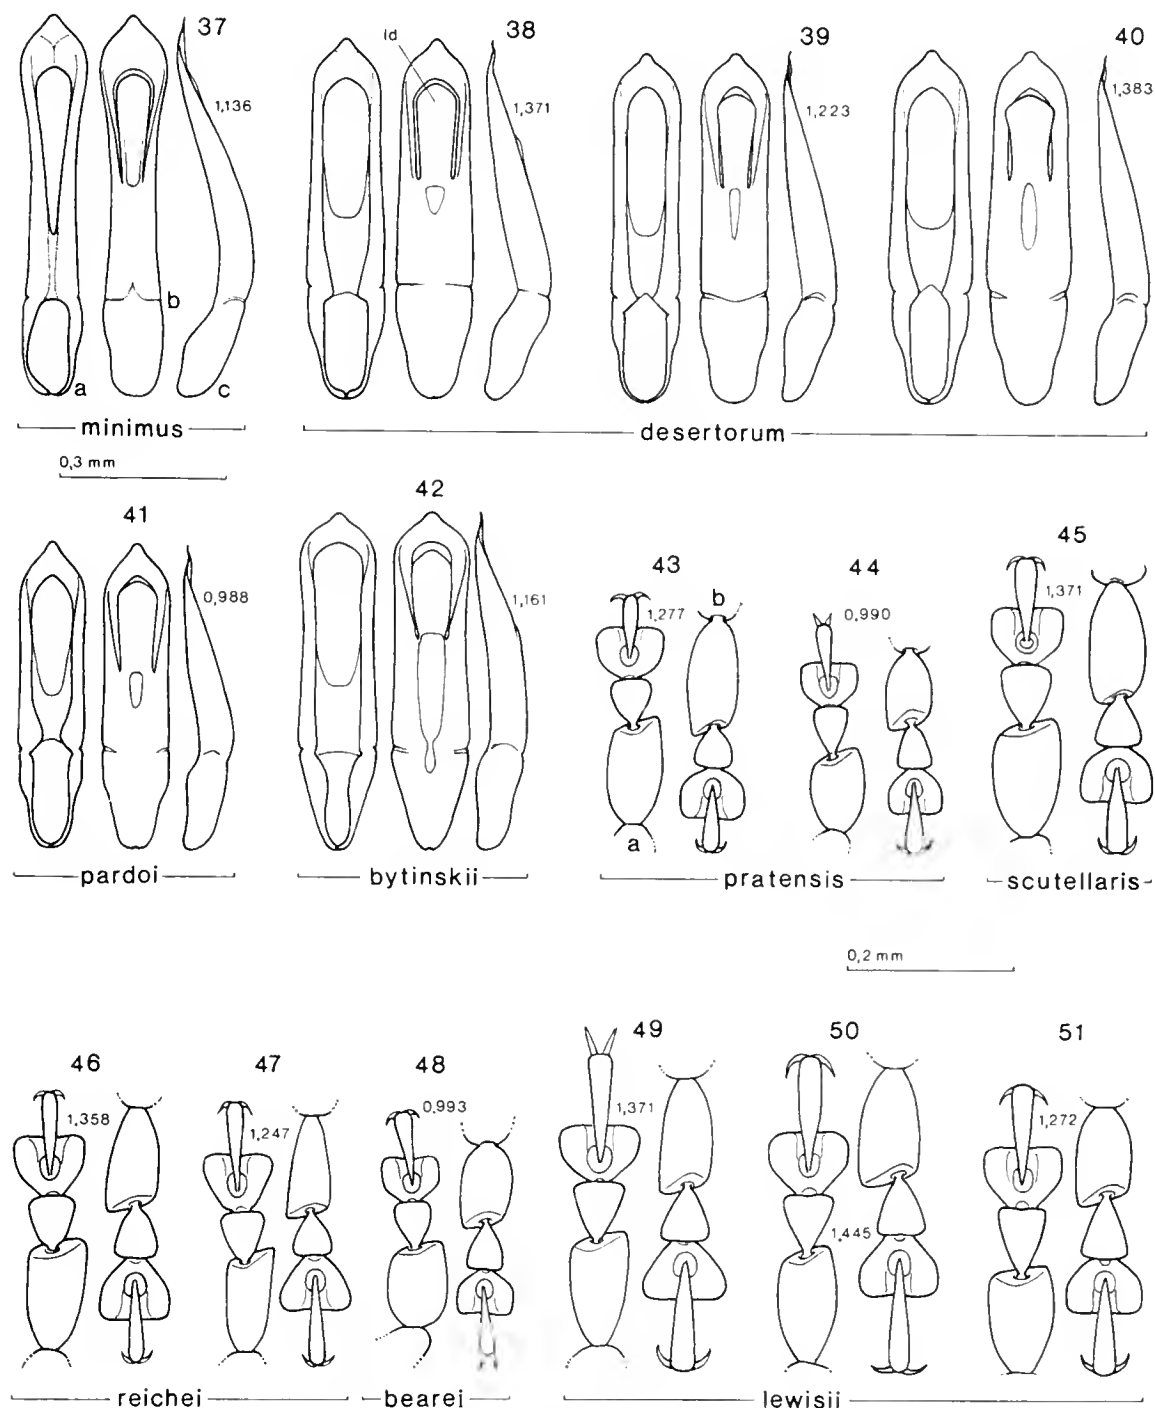 37
38
39
40
ld
1,136
1,371
1,223
1,383
b
a
c
minimus
desertorum
0,3 mm
41
42
43
44
45
b
0,988
1,161
1,277
0,990
1,371
a
pardoi
bytinskii
pratensis
scutellaris
0,2 mm
46
47
48
49
50
51
1,358
1,247
0,993
1,371
1,445
1,272
reichei
bearei
lewisii